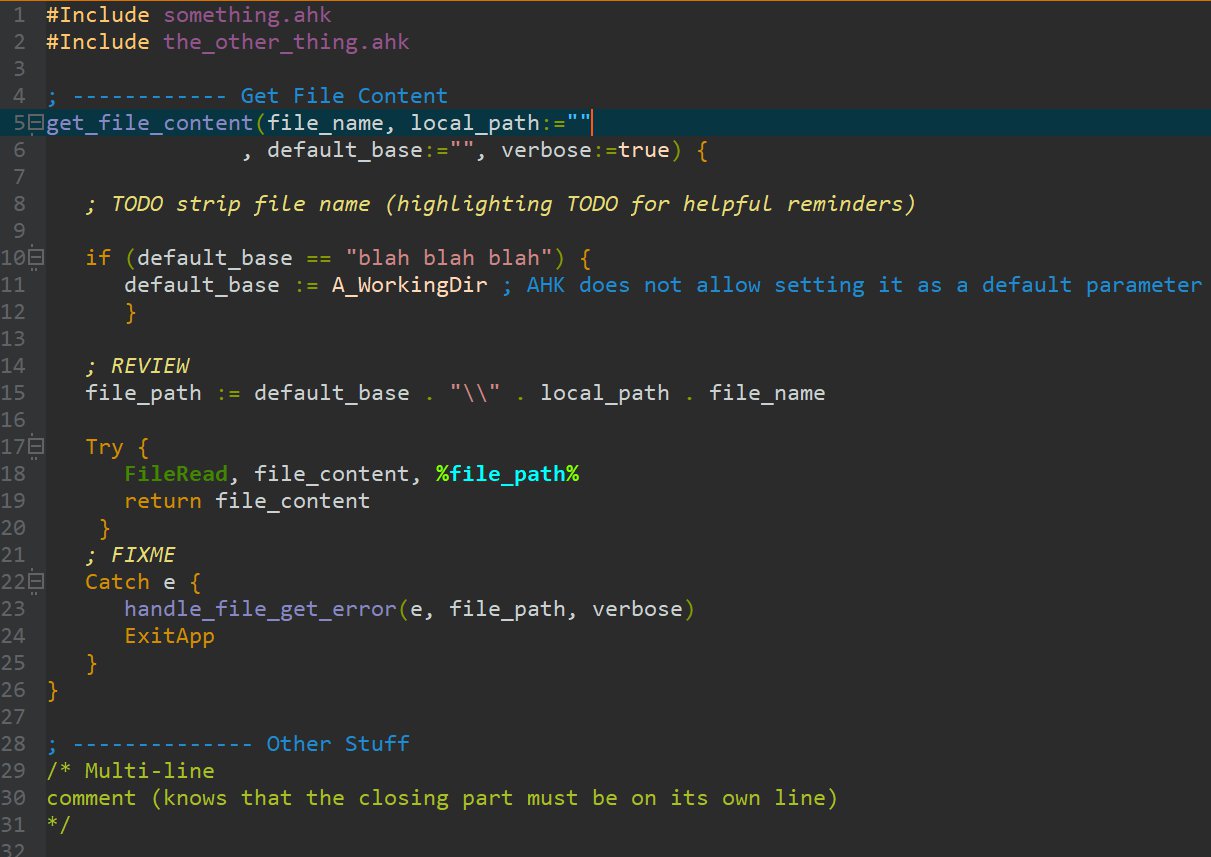 1 #Include something.ahk
2 #Include the_other_thing.ahk
3
4 ; ------------ Get File Content
5 get_file_content(file_name, local_path:=""
6 , default_base:="", verbose:=true) {
7
8 ; TODO strip file name (highlighting TODO for helpful reminders)
9
10 if (default_base == "blah blah blah") {
11 default_base := A_WorkingDir ; AHK does not allow setting it as a default parameter
12 }
13
14 ; REVIEW
15 file_path := default_base . "\\" . local_path . file_name
16
17 Try {
18 FileRead, file_content, %file_path%
19 return file_content
20 }
21 ; FIXME
22 Catch e {
23 handle_file_get_error(e, file_path, verbose)
24 ExitApp
25 }
26 }
27
28 ; -------------- Other Stuff
29 /* Multi-line
30 comment (knows that the closing part must be on its own line)
31 */
32